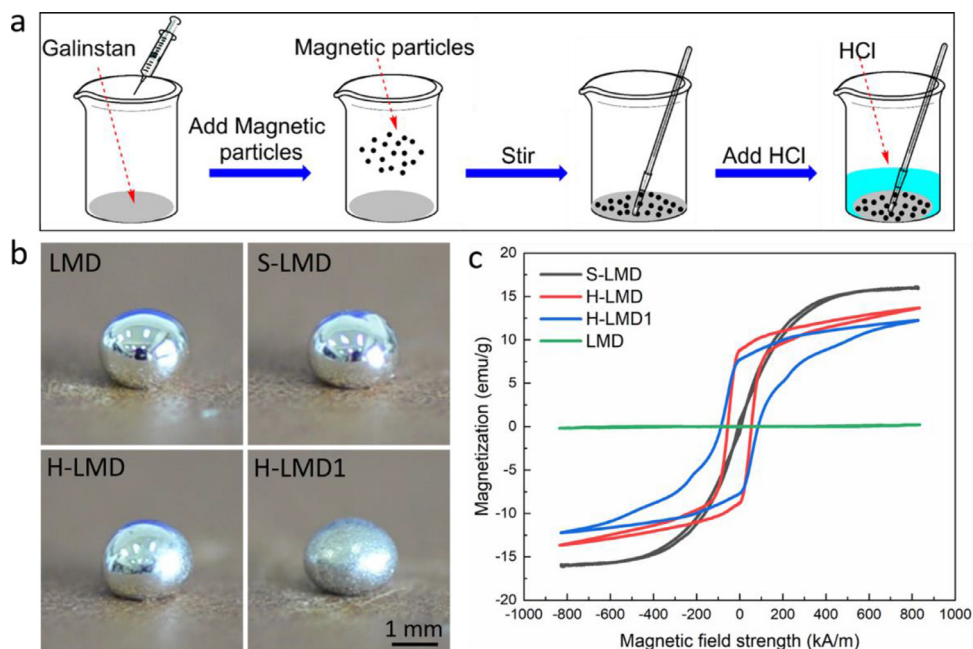 a
Galinstan
Magnetic particles
HCl
Add Magnetic
particles
Stir
Add HCl
b
LMD
S-LMD
H-LMD
H-LMD1
1 mm
c
S-LMD
H-LMD
H-LMD1
LMD
Magnetization (emu/g)
20
15
10
5
0
-5
-10
-15
-20
-1000 -800 -600 -400 -200 0 200 400 600 800 1000
Magnetic field strength (kA/m)